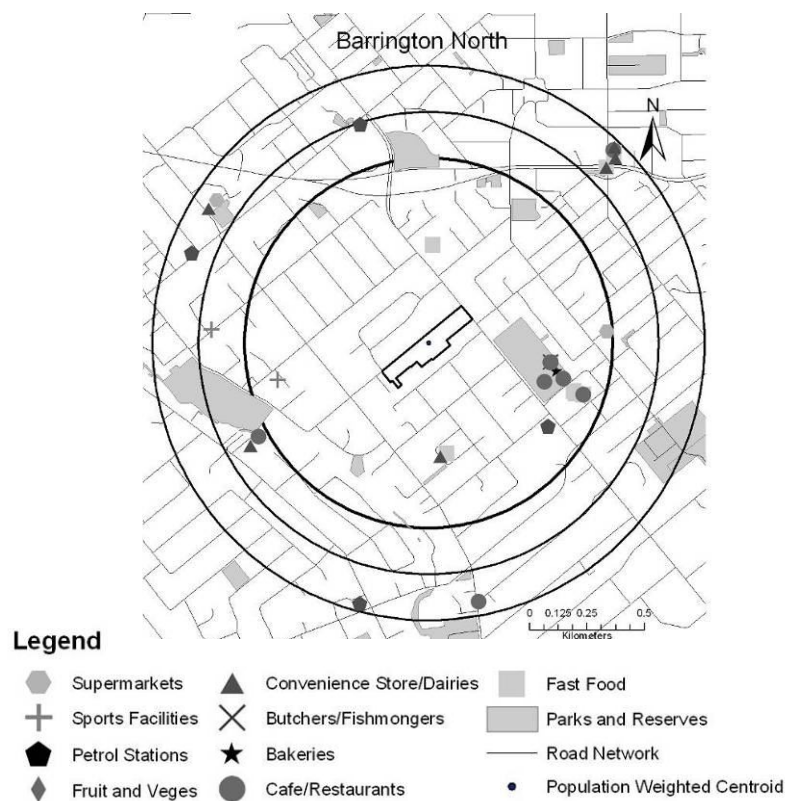 Barrington North
N
0 0.125 0.25 0.5
Kilometers
Legend
Supermarkets
Convenience Store/Dairies
Fast Food
Sports Facilities
Butchers/Fishmongers
Parks and Reserves
Petrol Stations
Bakeries
Road Network
Fruit and Veges
Cafe/Restaurants
Population Weighted Centroid